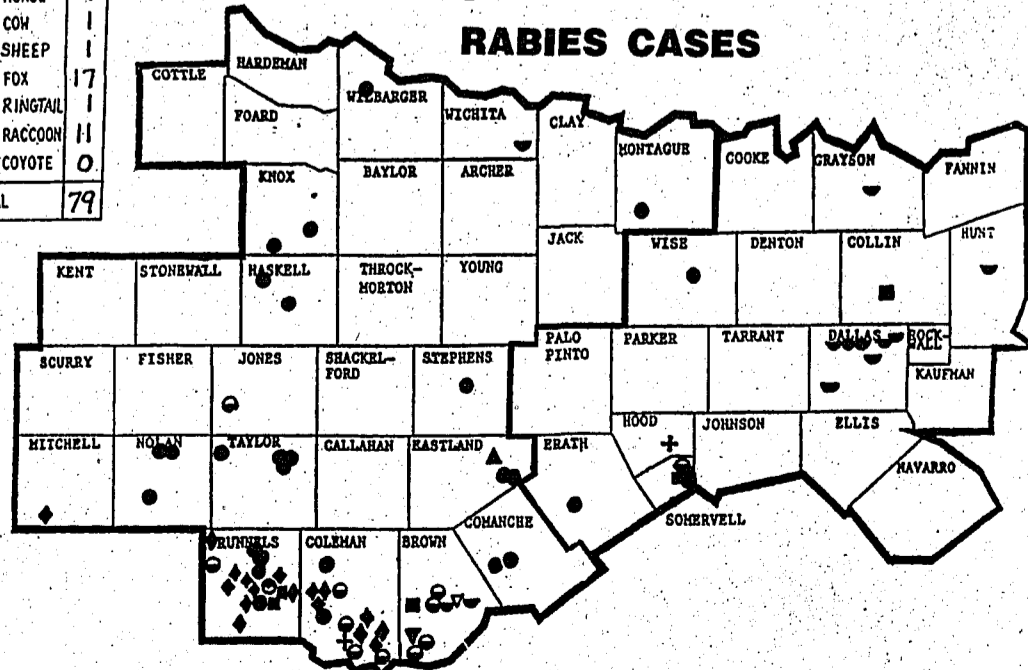 RABIES CASES
COW 1
SHEEP 1
FOX 17
RINGTAIL 1
RACCOON 11
COYOTE 0
79
COTTLE
HARDEMAN
FOARD
WILBARGER
WICHITA
CLAY
MONTAGUE
COOKE
GRAYSON
FANNIN
KNOX
BAYLOR
ARCHER
JACK
WISE
DENTON
COLLIN
HUNT
KENT
STONEWALL
HASKELL
THROCK-
MORTON
YOUNG
SCURRY
FISHER
JONES
SHACKEL-
FORD
STEPHENS
PALO
PINTO
PARKER
TARRANT
DALLAS
ROCK-
WALL
KAUFMAN
MITCHELL
NOLAN
TAYLOR
CALLAHAN
EASTLAND
ERATH
HOOD
JOHNSON
ELLIS
NAVARRO
SOMERVELL
RUNNELS
COLEMAN
BROWN
COMANCHE